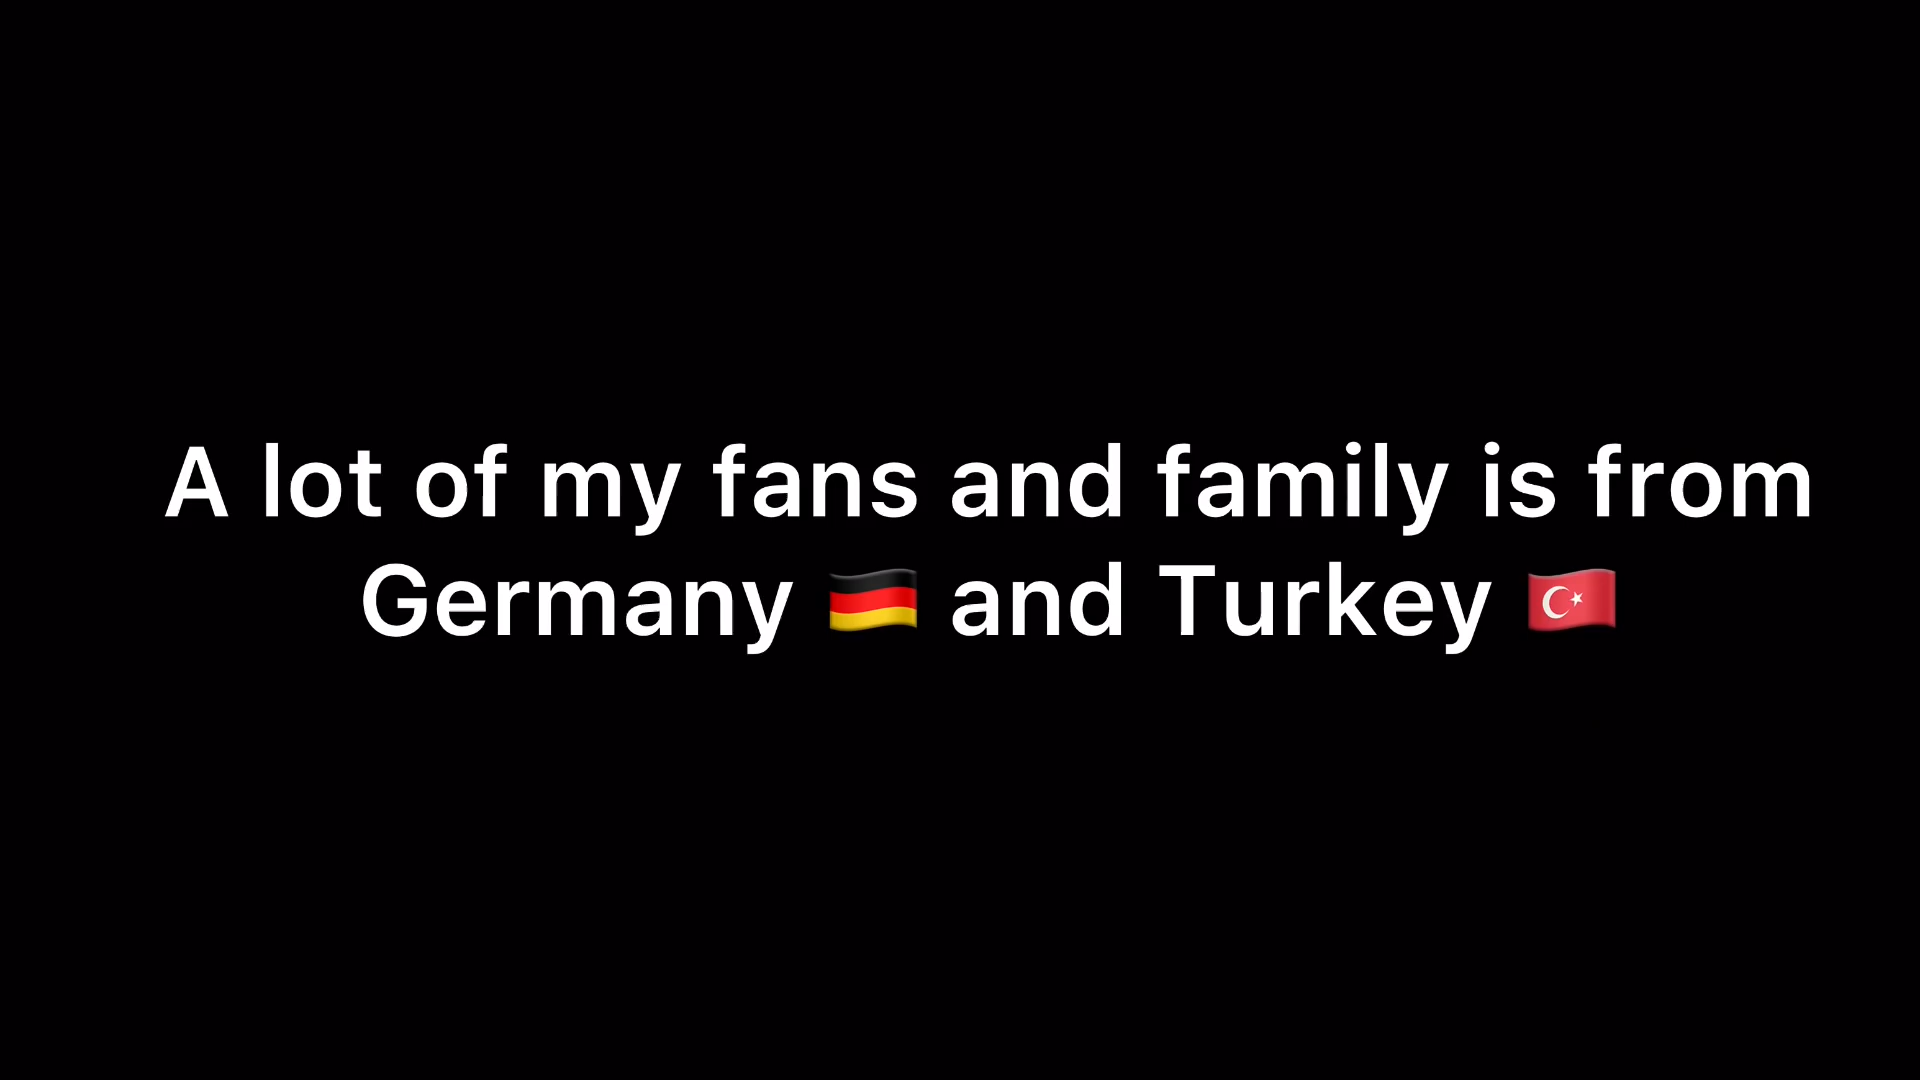 A lot of my fans and family is from
Germany 🇩🇪 and Turkey 🇹🇷